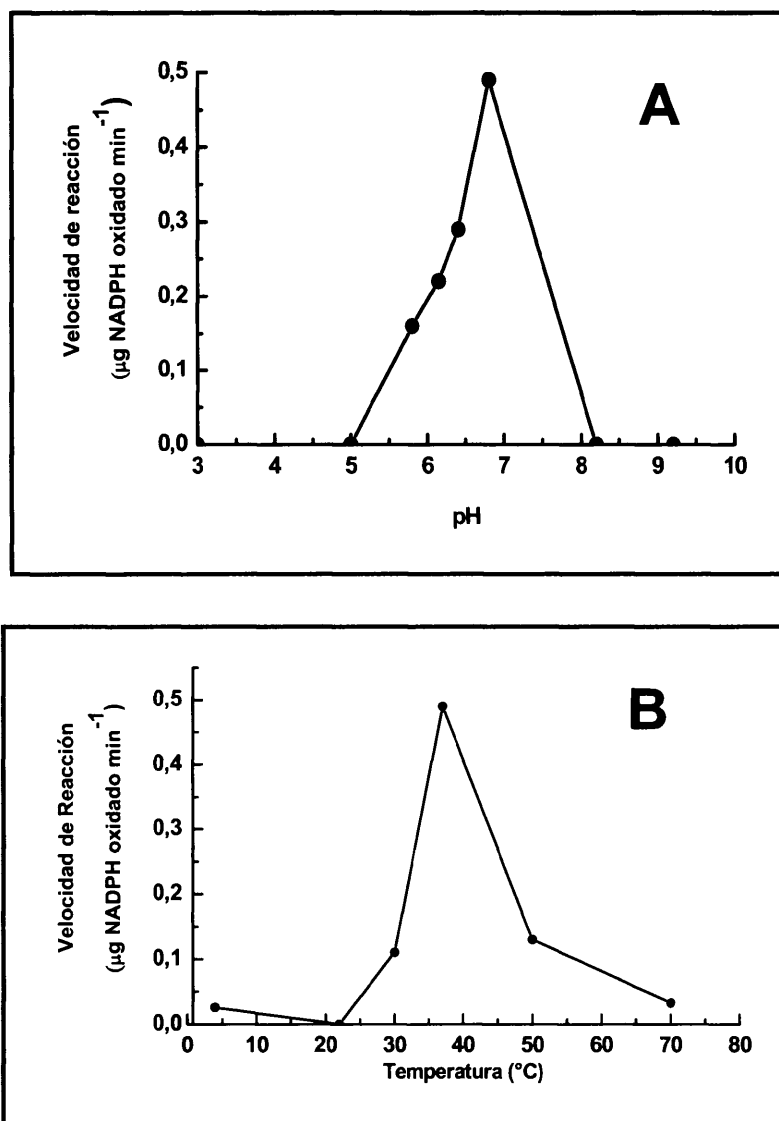 A
Velocidad de reacción
(µg NADPH oxidado min⁻¹)
0,5
0,4
0,3
0,2
0,1
0,0
3 4 5 6 7 8 9 10
pH
B
Velocidad de Reacción
(µg NADPH oxidado min⁻¹)
0,5
0,4
0,3
0,2
0,1
0,0
0 10 20 30 40 50 60 70 80
Temperatura (°C)